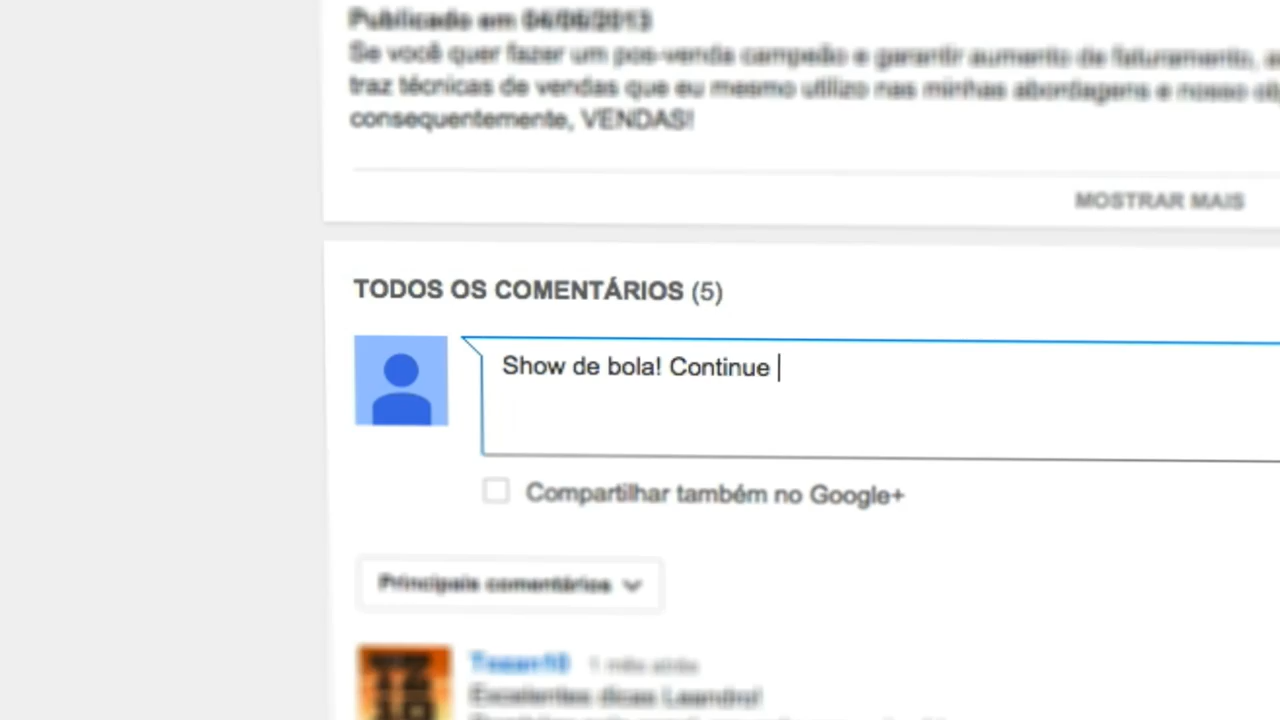 Publicado em 04/06/2013
Se você quer fazer um pos-venda campeão e garantir aumento de faturamento,
traz técnicas de vendas que eu mesmo utilizo nas minhas abordagens e nosso
consequentemente, VENDAS!
MOSTRAR MAIS
TODOS OS COMENTÁRIOS (5)
Show de bola! Continue
Compartilhar também no Google+
Principais comentários
1 mês atrás
Excelentes dicas Leandro!